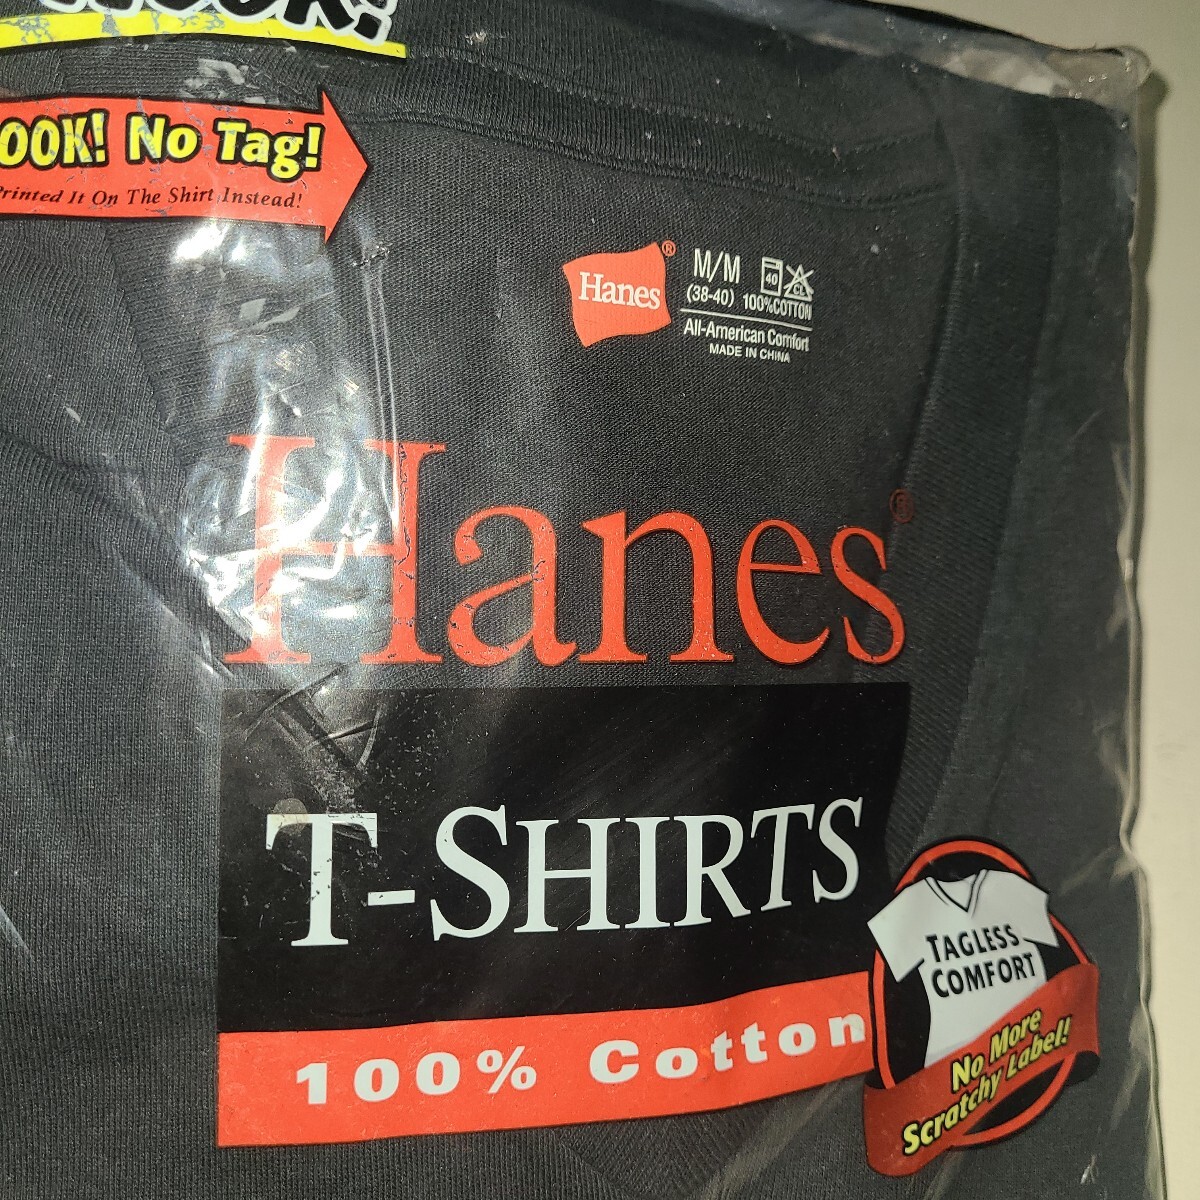 OOK! No Tag!
Printed It On The Shirt Instead!
Hanes®
M/M
(38-40)
40
CL
100%COTTON
All-American Comfort
MADE IN CHINA
Hanes®
T-SHIRTS
100% Cotton
TAGLESS
COMFORT
No More
Scratchy Label!